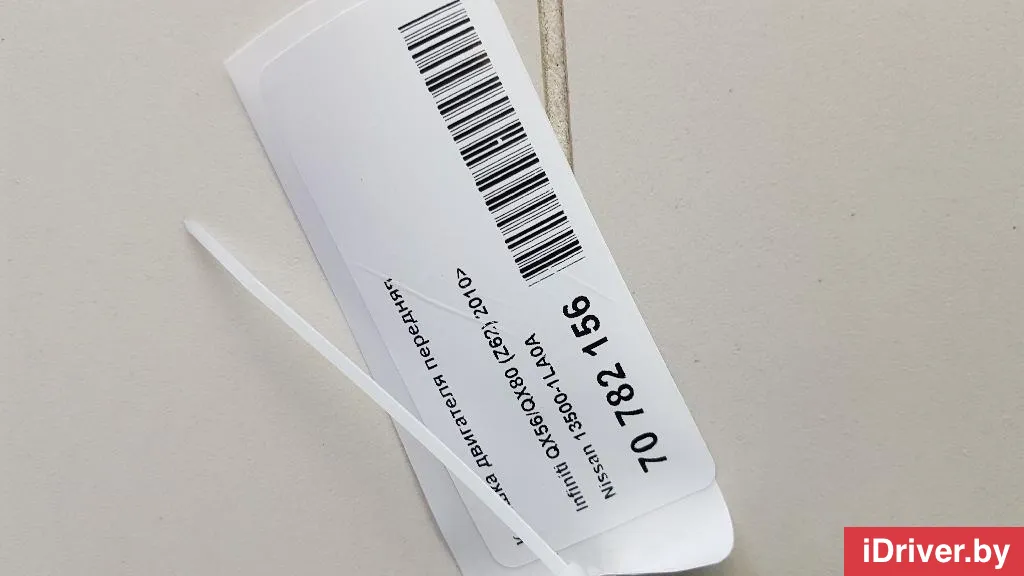 двигателя передняя
Infiniti QX56/QX80 (Z62) 2010>
Nissan 13500-1LA0A
70 782 156
iDriver.by